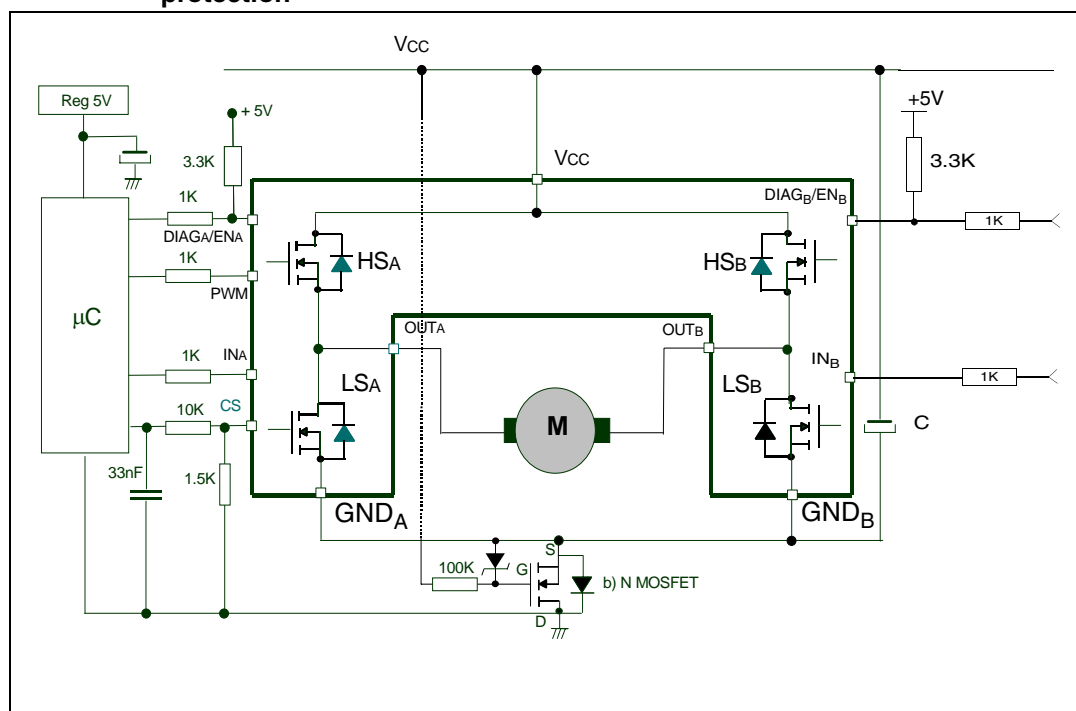 protection
VCC
Reg 5V
+ 5V
+5V
3.3K
3.3K
VCC
1K
DIAGB/ENB
DIAGA/ENA
1K
HSA
HSB
1K
PWM
µC
OUTA
OUTB
INA
INB
1K
LSA
LSB
1K
10K
CS
M
C
33nF
1.5K
GNDA
GNDB
S
100K
G
b) N MOSFET
D